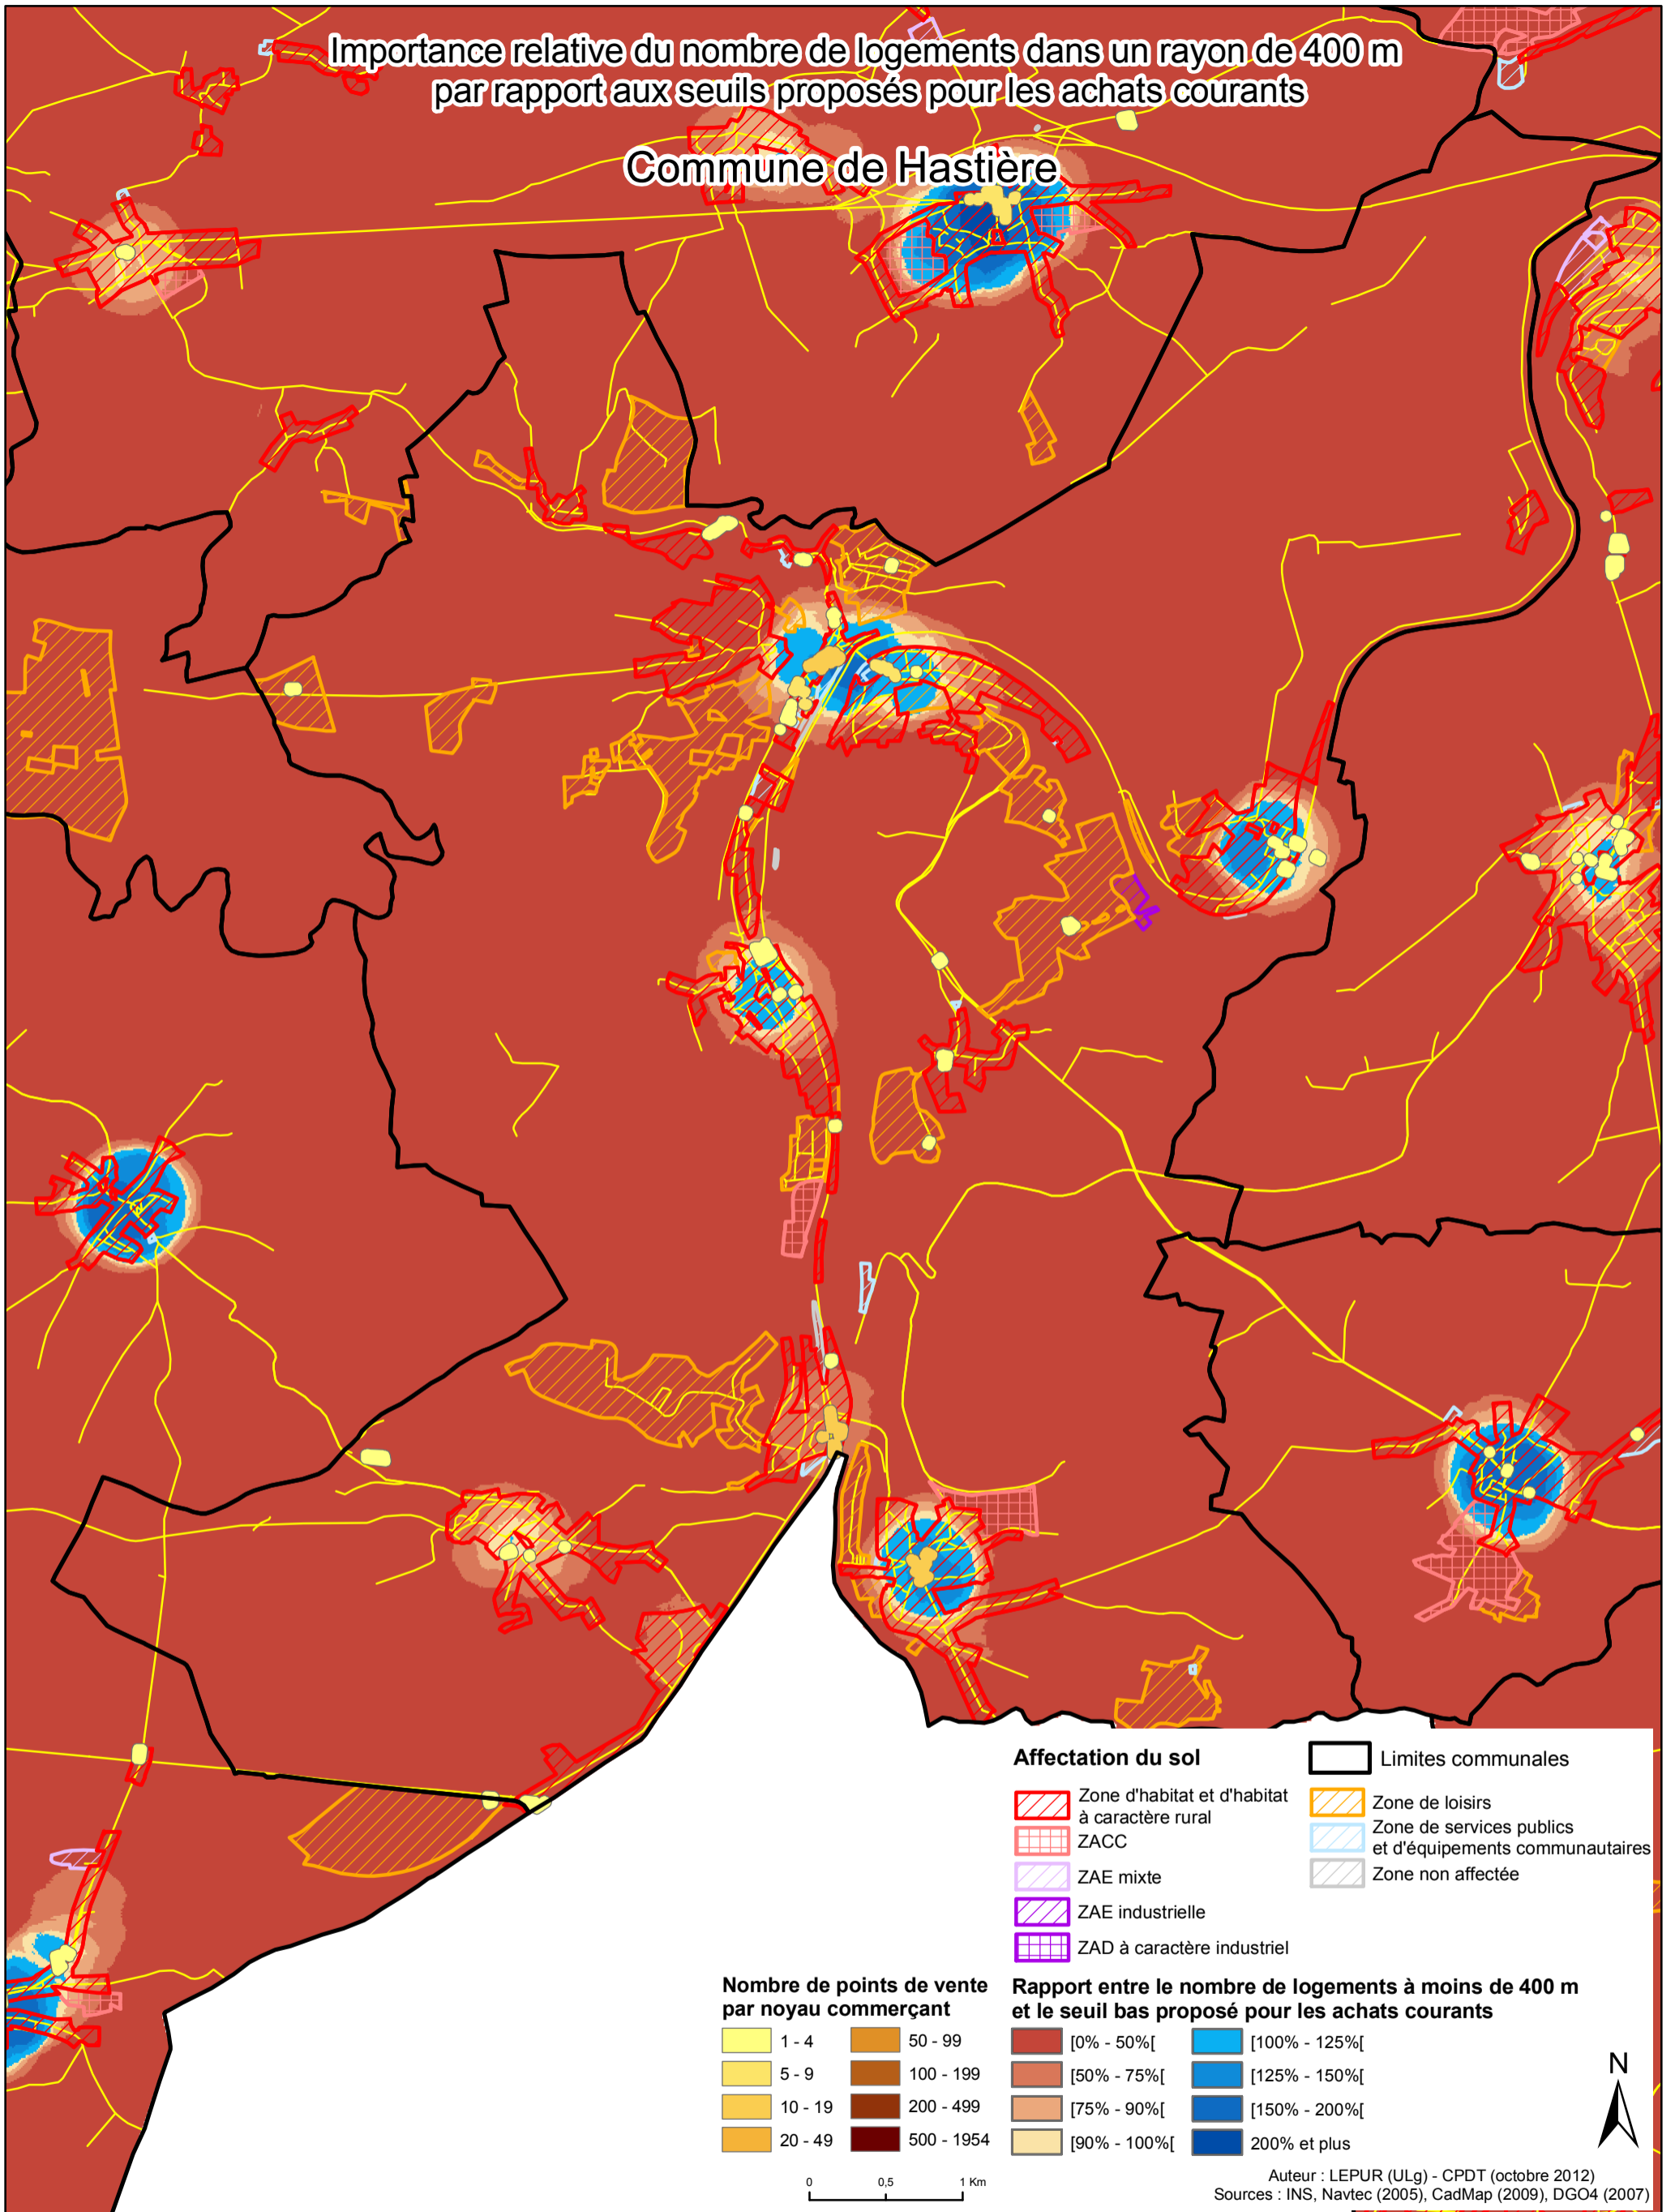 Importance relative du nombre de logements dans un rayon de 400 m
par rapport aux seuils proposés pour les achats courants
Commune de Hastière
Affectation du sol
Zone d'habitat et d'habitat
à caractère rural
ZACC
ZAE mixte
ZAE industrielle
ZAD à caractère industriel
Limites communales
Zone de loisirs
Zone de services publics
et d'équipements communautaires
Zone non affectée
Nombre de points de vente
par noyau commerçant
1 - 4
5 - 9
10 - 19
20 - 49
50 - 99
100 - 199
200 - 499
500 - 1954
Rapport entre le nombre de logements à moins de 400 m
et le seuil bas proposé pour les achats courants
[0% - 50%[
[50% - 75%[
[75% - 90%[
[90% - 100%[
[100% - 125%[
[125% - 150%[
[150% - 200%[
200% et plus
N
0 0,5 1 Km
Auteur : LEPUR (ULg) - CPDT (octobre 2012)
Sources : INS, Navtec (2005), CadMap (2009), DGO4 (2007)